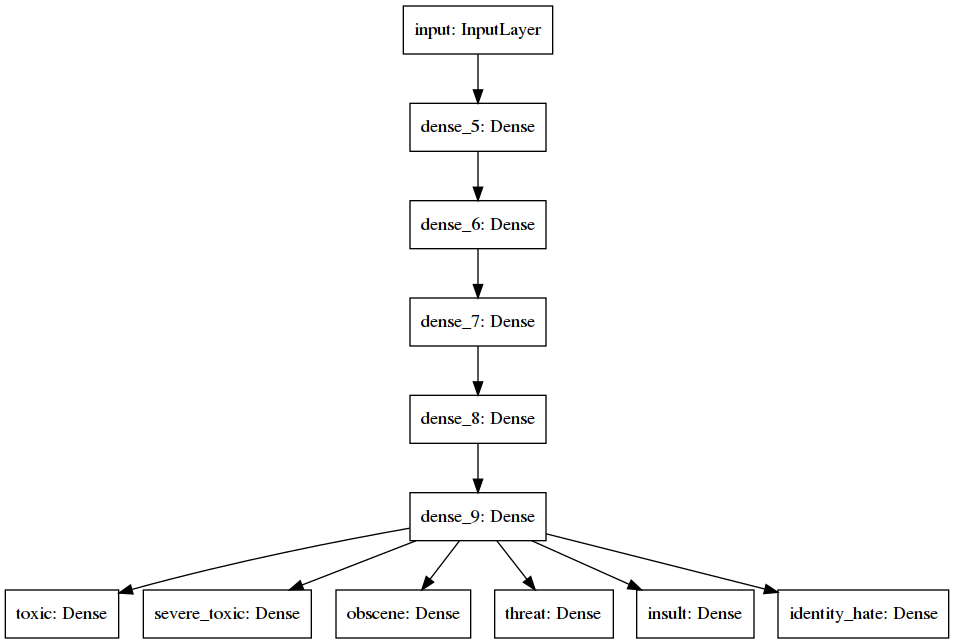 input: InputLayer
dense_5: Dense
dense_6: Dense
dense_7: Dense
dense_8: Dense
dense_9: Dense
toxic: Dense
severe_toxic: Dense
obscene: Dense
threat: Dense
insult: Dense
identity_hate: Dense